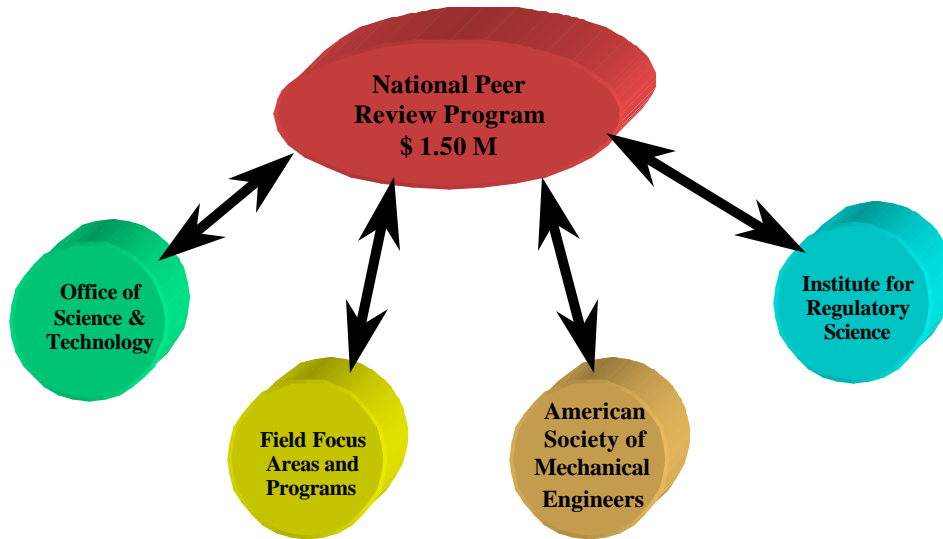 National Peer
Review Program
$ 1.50 M
Office of
Science &
Technology
Field Focus
Areas and
Programs
American
Society of
Mechanical
Engineers
Institute for
Regulatory
Science